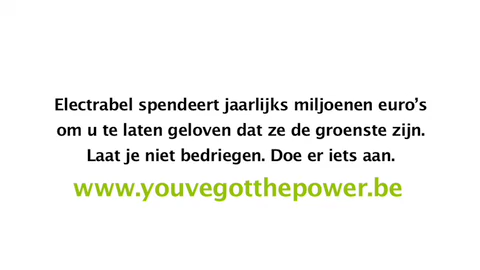 Electrabel spendeert jaarlijks miljoenen euro’s
om u te laten geloven dat ze de groenste zijn.
Laat je niet bedriegen. Doe er iets aan.
www.youvegotthepower.be